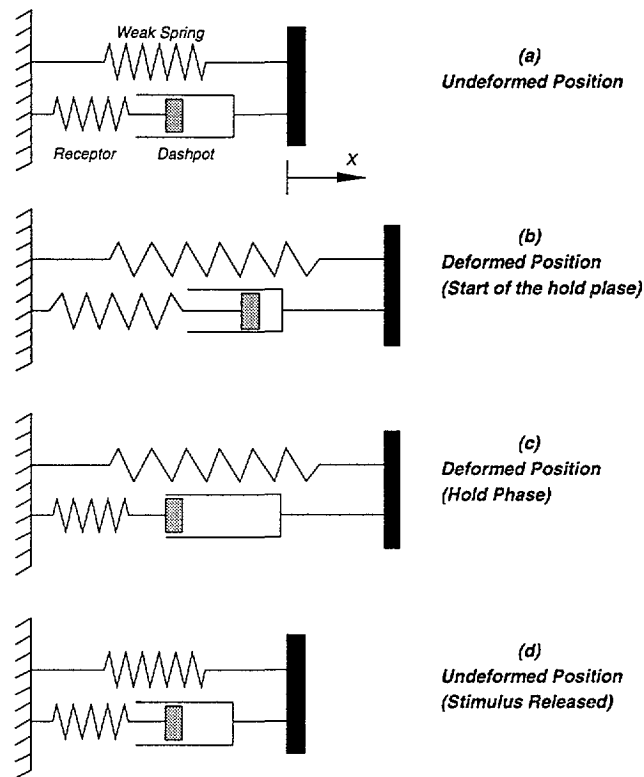 Weak Spring
(a)
Undeformed Position
Receptor
Dashpot
X
(b)
Deformed Position
(Start of the hold plase)
(c)
Deformed Position
(Hold Phase)
(d)
Undeformed Position
(Stimulus Released)